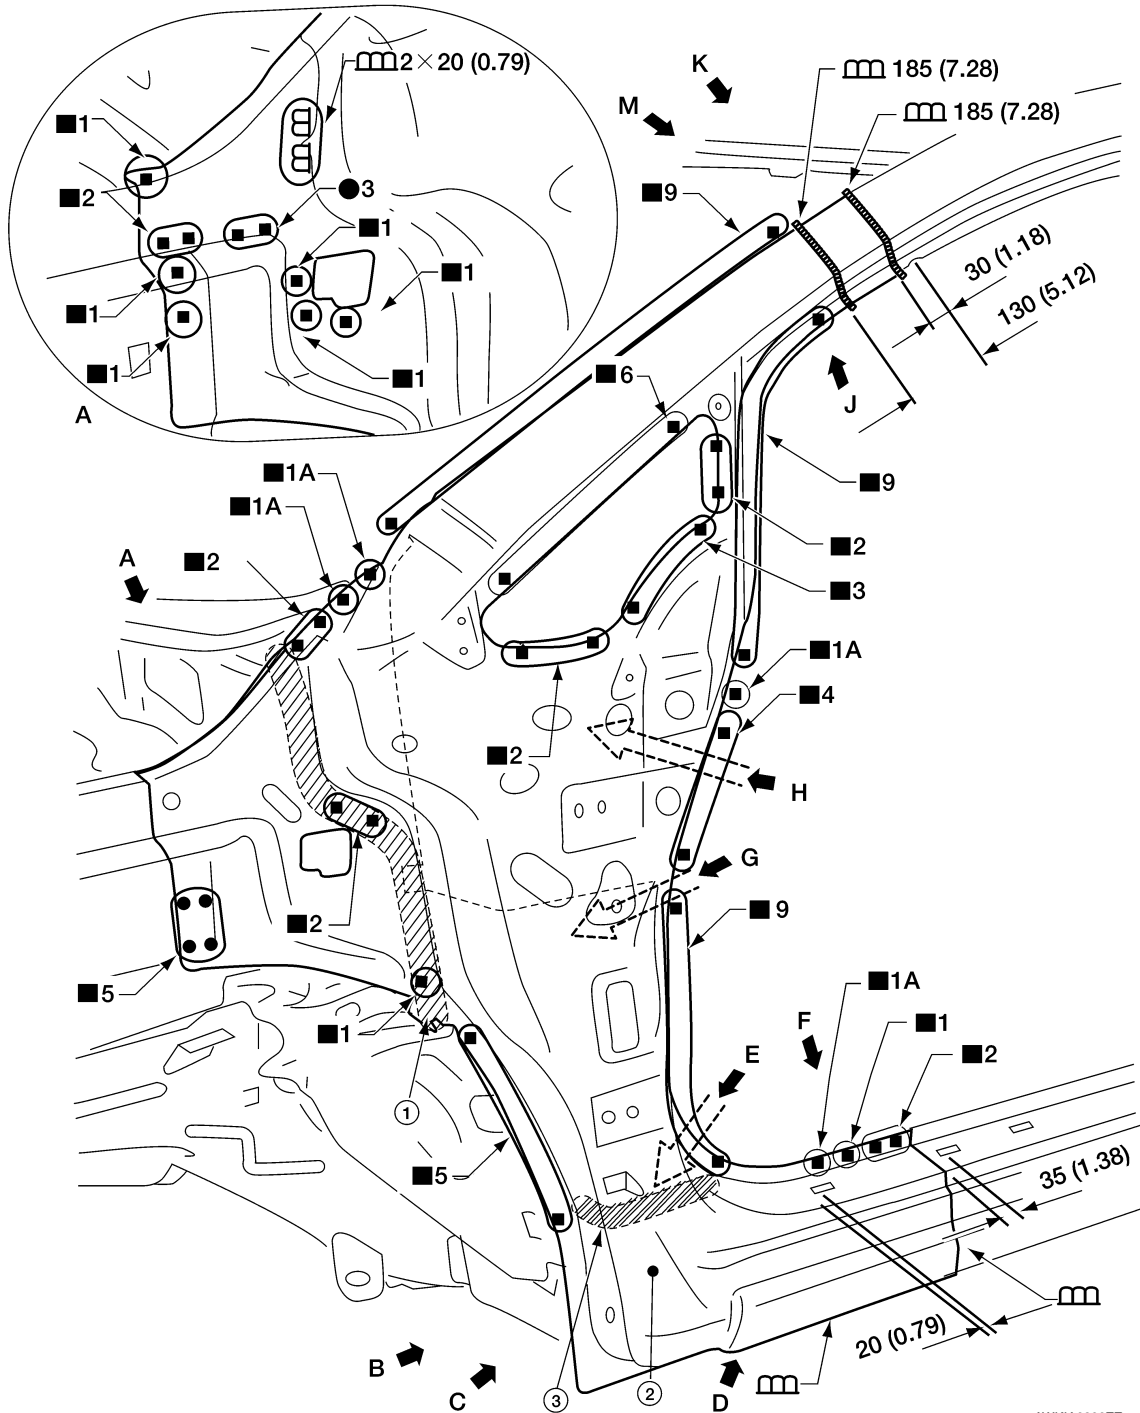 2×20 (0.79)
K
185 (7.28)
M
185 (7.28)
■1
■2
●3
■9
■1
■1
30 (1.18)
130 (5.12)
■1
■1
■1
■6
J
A
■1A
■9
■1A
■2
■2
A
■3
■1A
■4
■2
H
G
■2
■9
■5
■1A
■1
F
■1
■2
E
1
■5
35 (1.38)
20 (0.79)
B
C
3
2
D